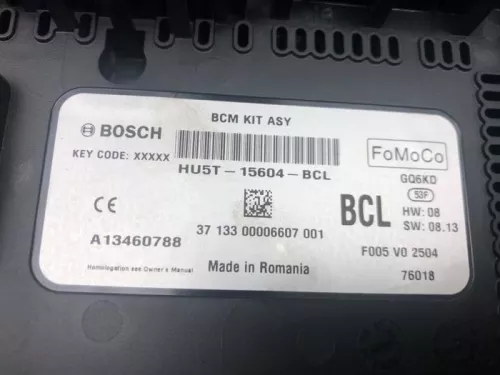 BCM KIT ASY
BOSCH
KEY CODE: XXXXX
HU5T-15604-BCL
FoMoCo
GQ6KD
53F
BCL
HW: 08
SW: 08.13
CE
37 133 00006607 001
A13460788
F005 V0 2504
Homologation see Owner's Manual
Made in Romania
76018